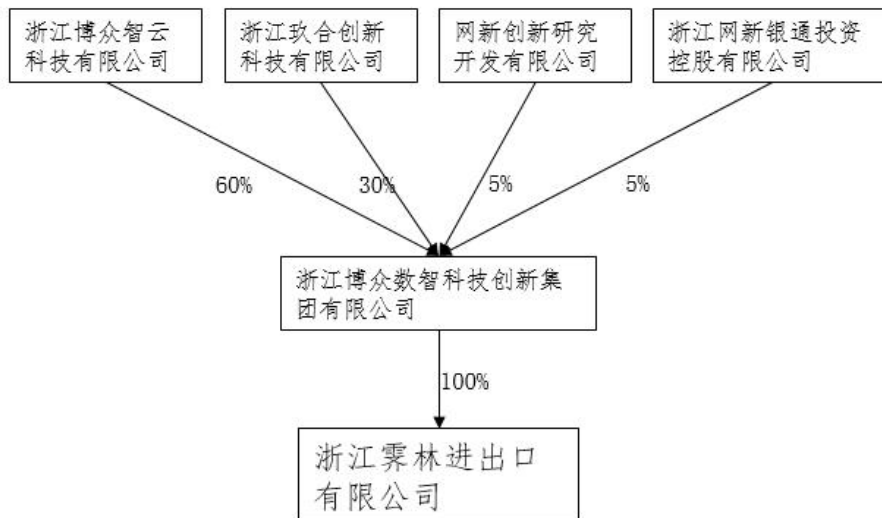 浙江博众智云
科技有限公司
浙江玖合创新
科技有限公司
网新创新研究
开发有限公司
浙江网新银通投资
控股有限公司
60%
30%
5%
5%
浙江博众数智科技创新集
团有限公司
100%
浙江霁林进出口
有限公司